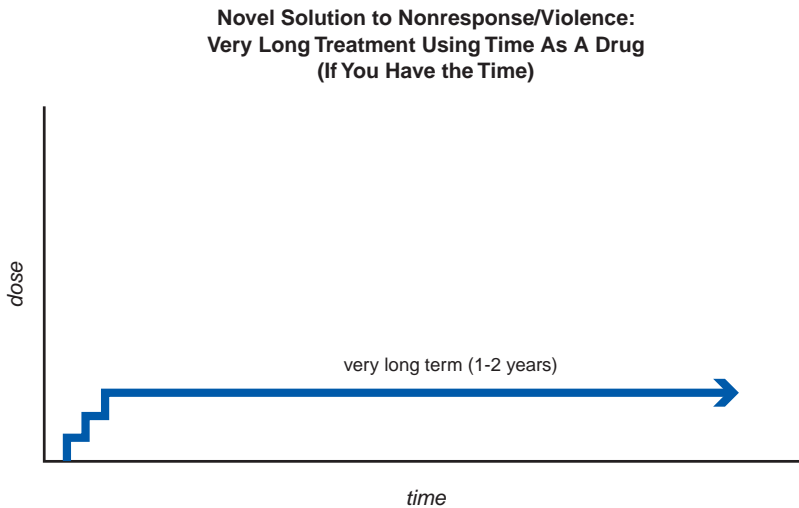 Novel Solution to Nonresponse/Violence:
Very Long Treatment Using Time As A Drug
(If You Have the Time)
dose
very long term (1-2 years)
time